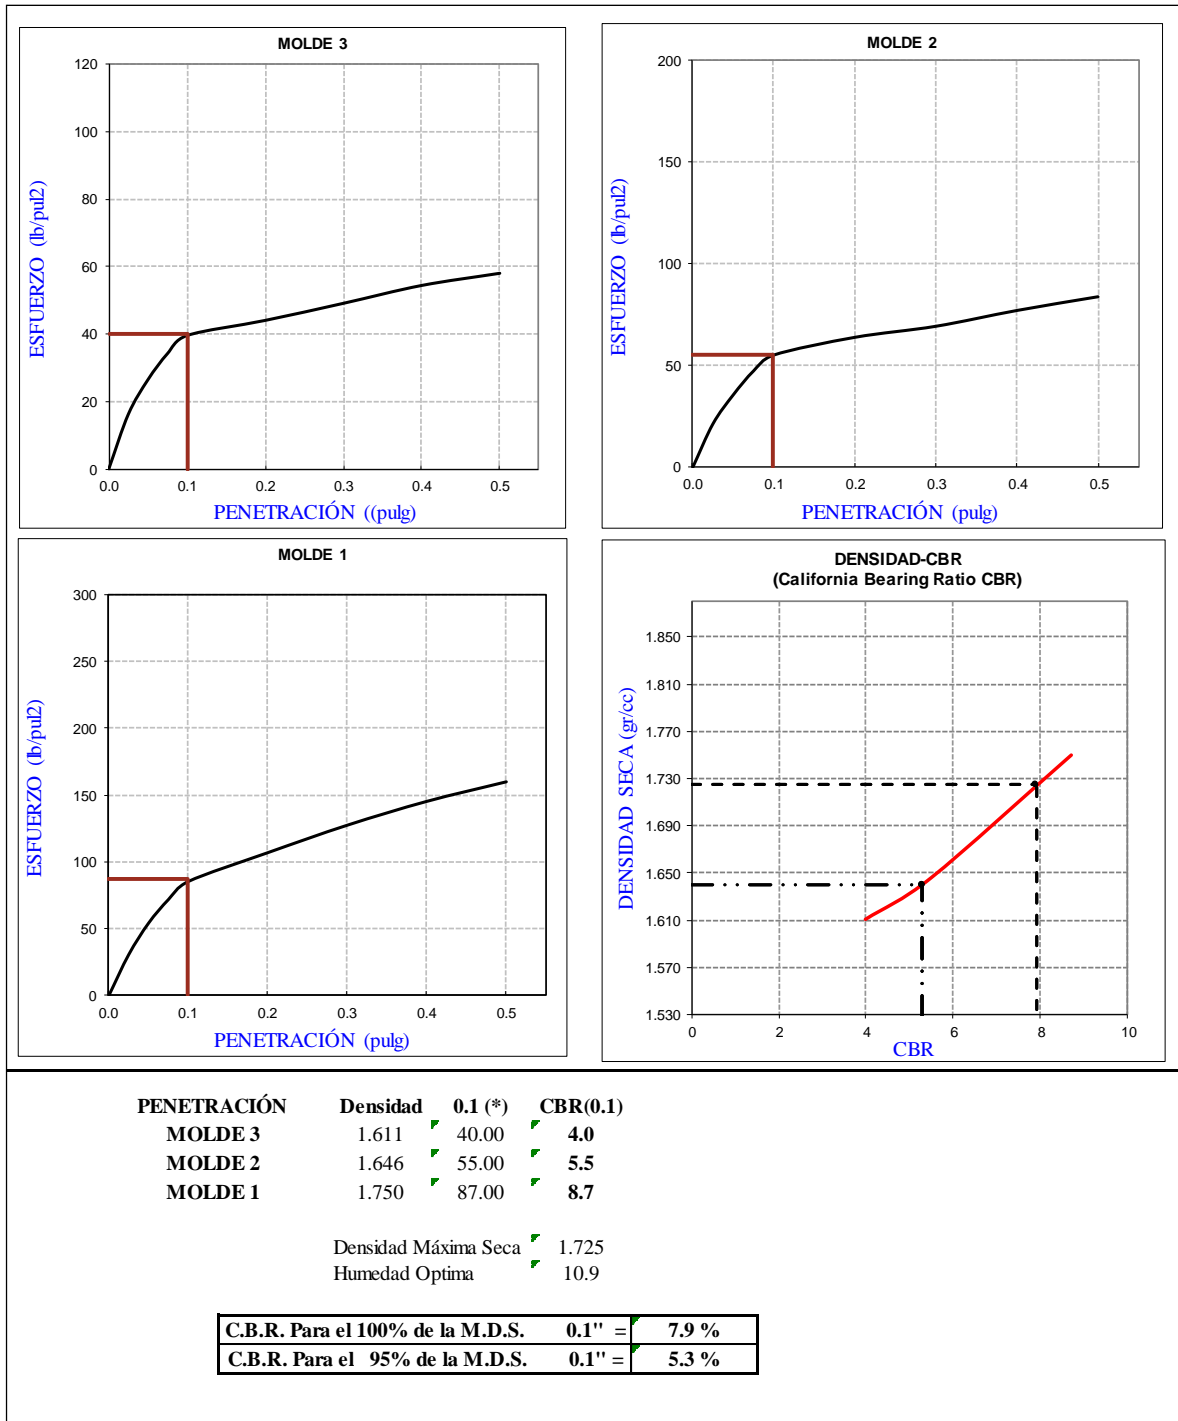 MOLDE 3
120
100
80
60
40
20
0
ESFUERZO (lb/pul2)
0.0 0.1 0.2 0.3 0.4 0.5
PENETRACIÓN ((pulg)
MOLDE 2
200
150
100
50
0
ESFUERZO (lb/pul2)
0.0 0.1 0.2 0.3 0.4 0.5
PENETRACIÓN (pulg)
MOLDE 1
300
250
200
150
100
50
0
ESFUERZO (lb/pul2)
0.0 0.1 0.2 0.3 0.4 0.5
PENETRACIÓN (pulg)
DENSIDAD-CBR
(California Bearing Ratio CBR)
1.850
1.810
1.770
1.730
1.690
1.650
1.610
1.570
1.530
DENSIDAD SECA (gr/cc)
0 2 4 6 8 10
CBR
PENETRACIÓN Densidad 0.1 (*) CBR(0.1)
MOLDE 3 1.611 40.00 4.0
MOLDE 2 1.646 55.00 5.5
MOLDE 1 1.750 87.00 8.7
Densidad Máxima Seca 1.725
Humedad Optima 10.9
C.B.R. Para el 100% de la M.D.S. 0.1" = 7.9 %
C.B.R. Para el 95% de la M.D.S. 0.1" = 5.3 %